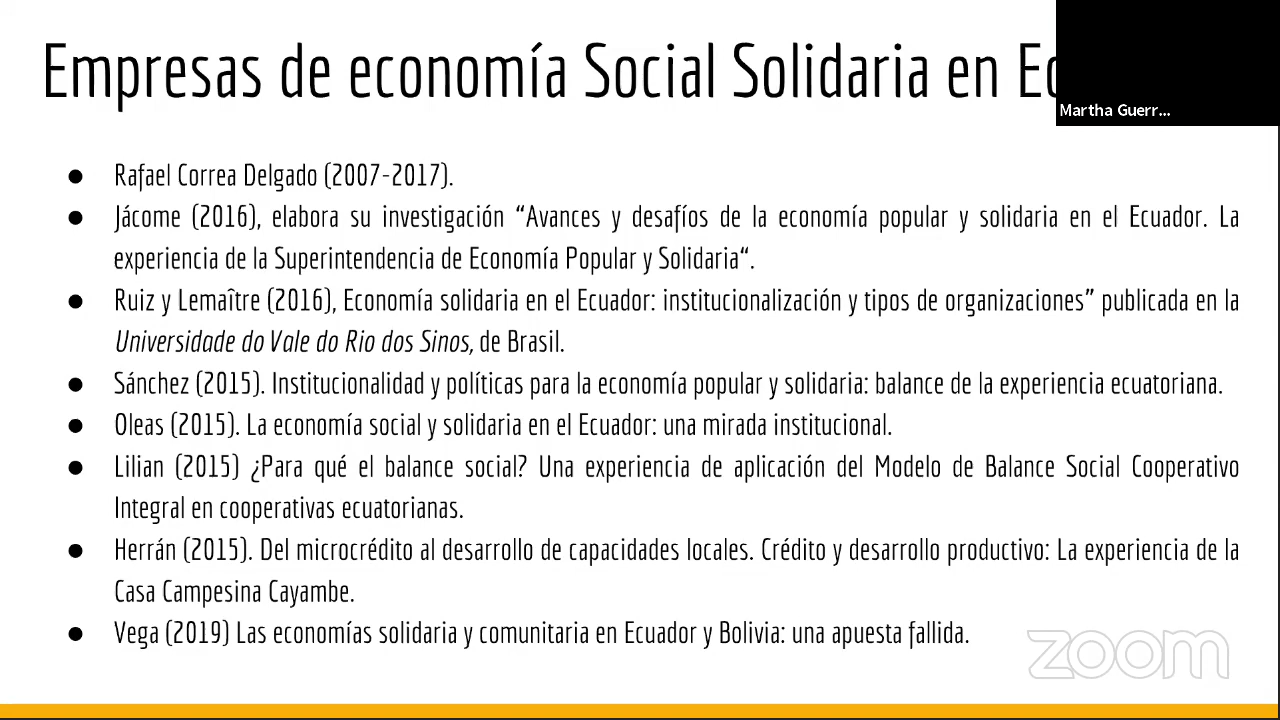 Empresas de economía Social Solidaria en
Martha Guerr...
● Rafael Correa Delgado (2007-2017).
● Jácome (2016), elabora su investigación “Avances y desafíos de la economía popular y solidaria en el Ecuador. La
experiencia de la Superintendencia de Economía Popular y Solidaria“.
● Ruiz y Lemaître (2016), Economía solidaria en el Ecuador: institucionalización y tipos de organizaciones” publicada en la
Universidade do Vale do Rio dos Sinos, de Brasil.
● Sánchez (2015). Institucionalidad y políticas para la economía popular y solidaria: balance de la experiencia ecuatoriana.
● Oleas (2015). La economía social y solidaria en el Ecuador: una mirada institucional.
● Lilian (2015) ¿Para qué el balance social? Una experiencia de aplicación del Modelo de Balance Social Cooperativo
Integral en cooperativas ecuatorianas.
● Herrán (2015). Del microcrédito al desarrollo de capacidades locales. Crédito y desarrollo productivo: La experiencia de la
Casa Campesina Cayambe.
● Vega (2019) Las economías solidaria y comunitaria en Ecuador y Bolivia: una apuesta fallida.
zoom